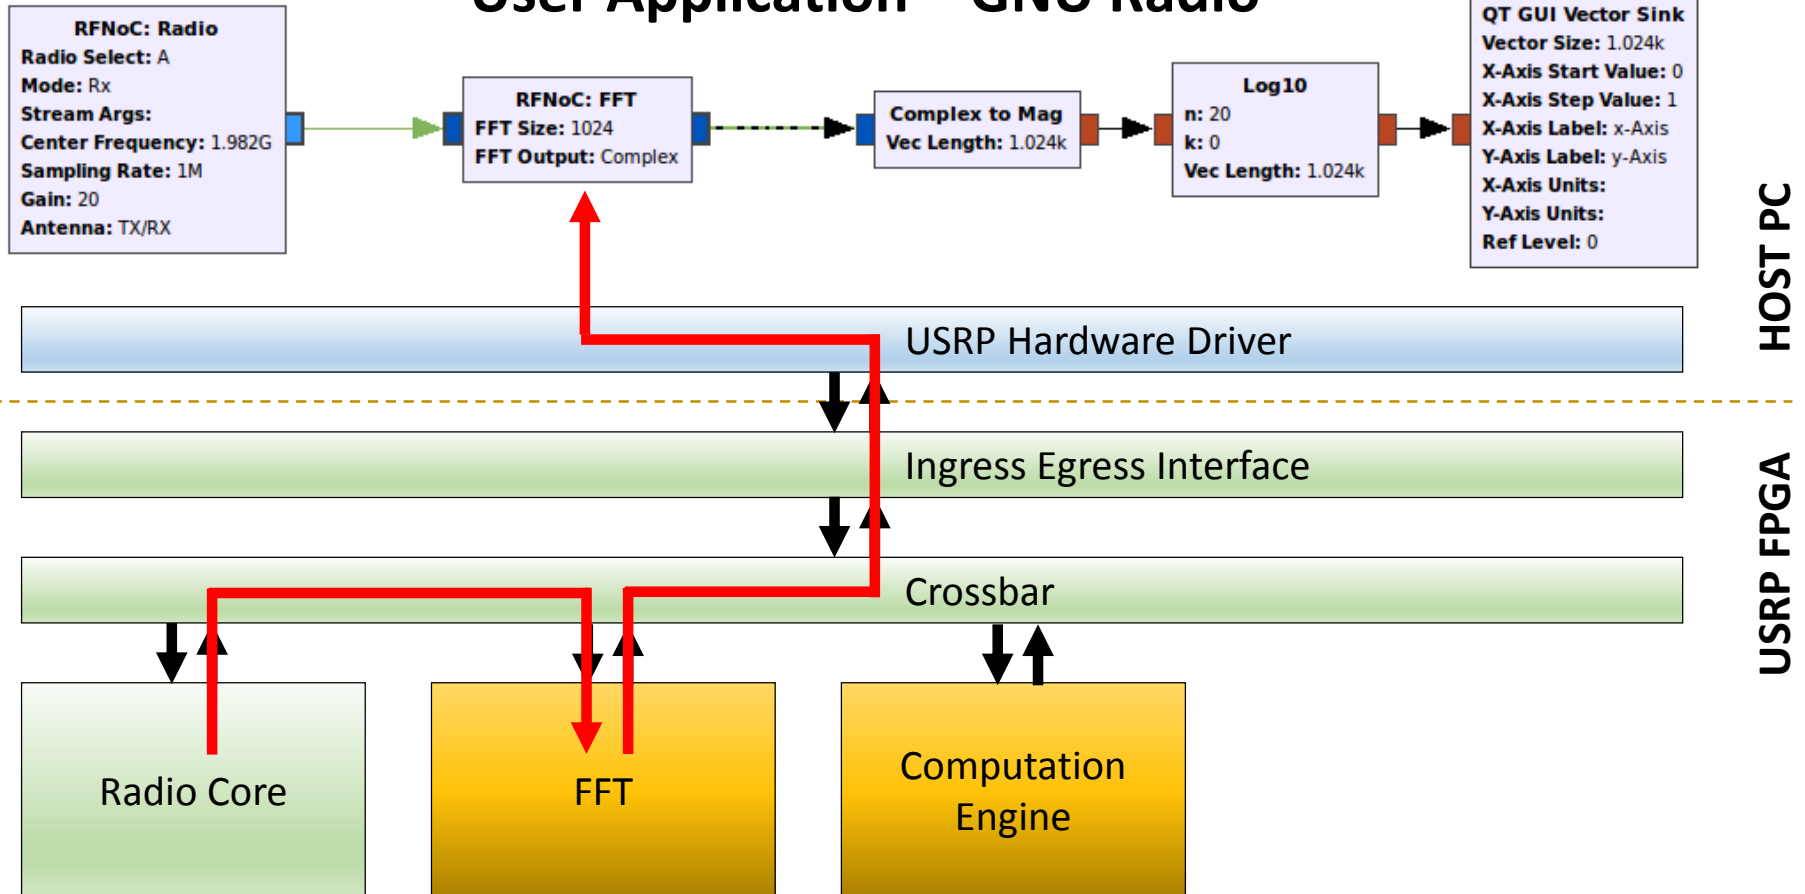 User Application – GNU Radio
RFNoC: Radio
Radio Select: A
Mode: Rx
Stream Args:
Center Frequency: 1.982G
Sampling Rate: 1M
Gain: 20
Antenna: TX/RX
RFNoC: FFT
FFT Size: 1024
FFT Output: Complex
Complex to Mag
Vec Length: 1.024k
Log10
n: 20
k: 0
Vec Length: 1.024k
QT GUI Vector Sink
Vector Size: 1.024k
X-Axis Start Value: 0
X-Axis Step Value: 1
X-Axis Label: x-Axis
Y-Axis Label: y-Axis
X-Axis Units:
Y-Axis Units:
Ref Level: 0
HOST PC
USRP Hardware Driver
Ingress Egress Interface
USRP FPGA
Crossbar
Radio Core
FFT
Computation
Engine